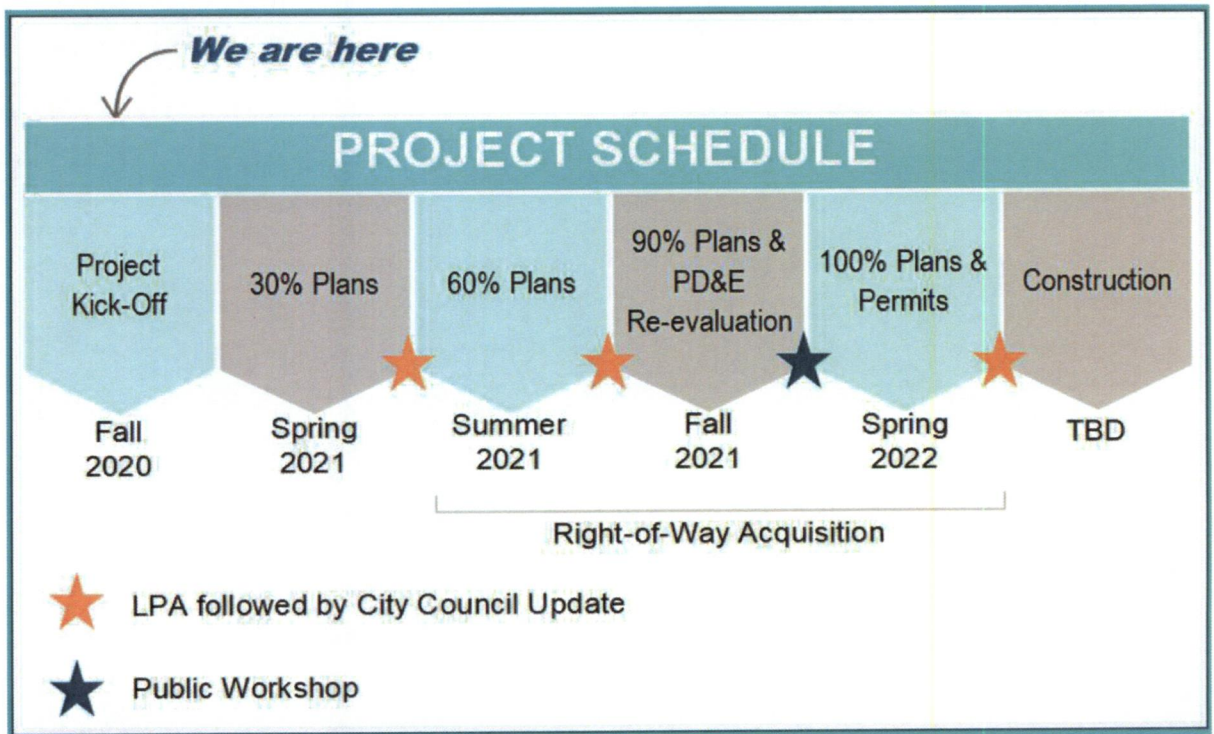 We are here
PROJECT SCHEDULE
Project
Kick-Off
30% Plans
60% Plans
90% Plans &
PD&E
Re-evaluation
100% Plans &
Permits
Construction
Fall
2020
Spring
2021
Summer
2021
Fall
2021
Spring
2022
TBD
Right-of-Way Acquisition
LPA followed by City Council Update
Public Workshop